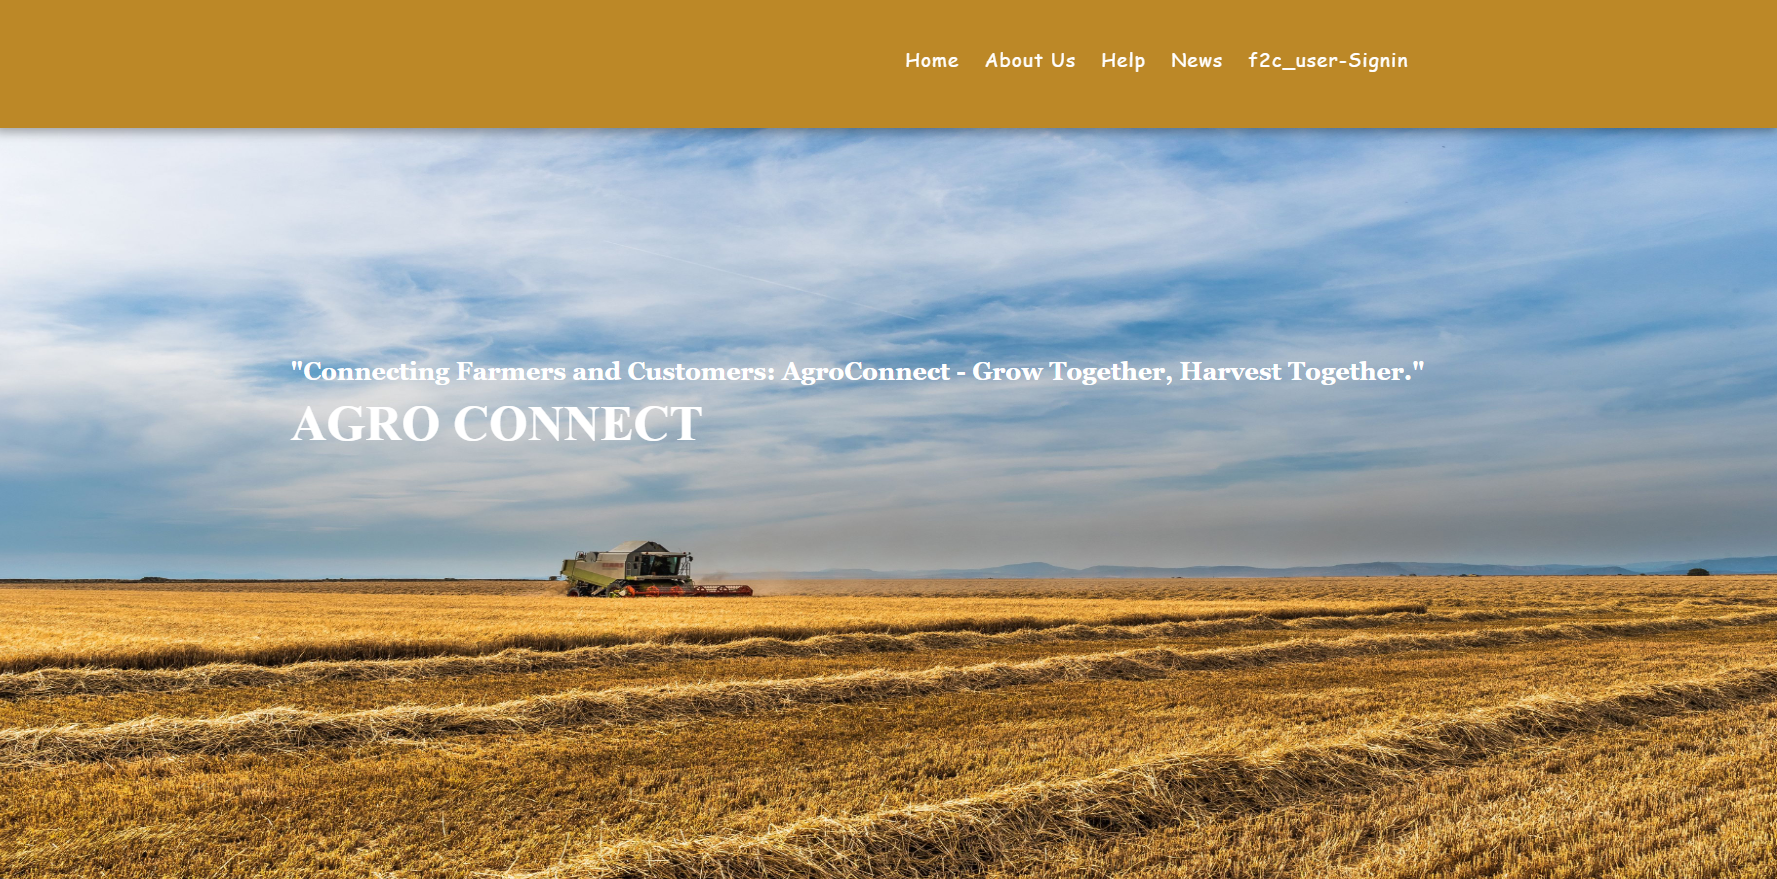 Home About Us Help News f2c_user-Signin
"Connecting Farmers and Customers: AgroConnect - Grow Together, Harvest Together."
AGRO CONNECT